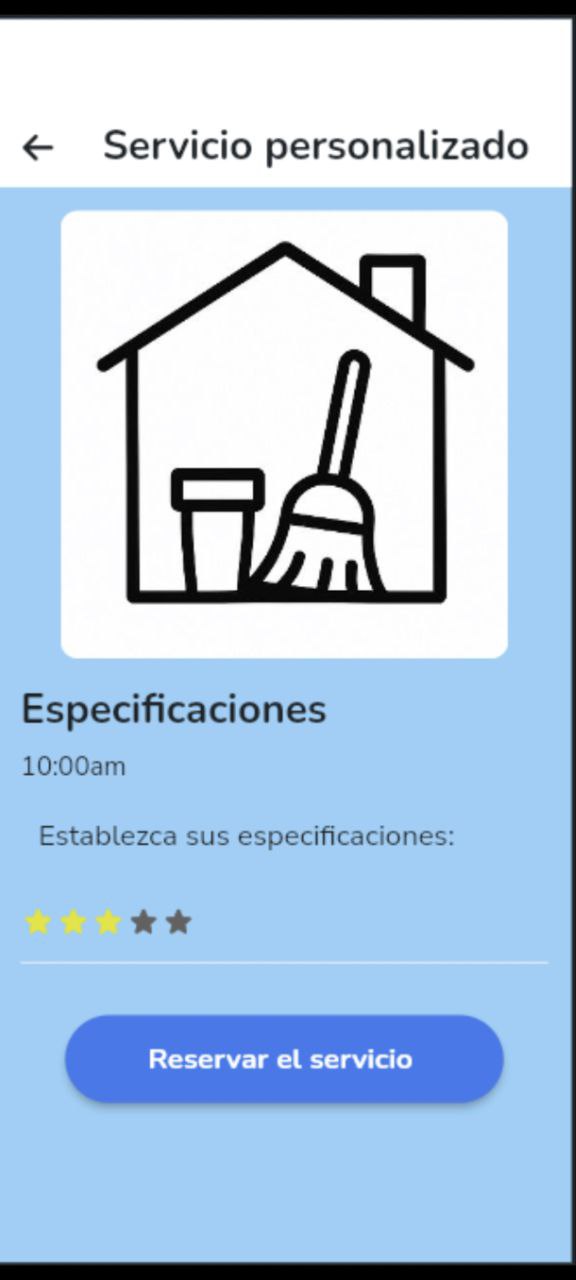 Servicio personalizado
Especificaciones
10:00am
Establezca sus especificaciones:
Reservar el servicio